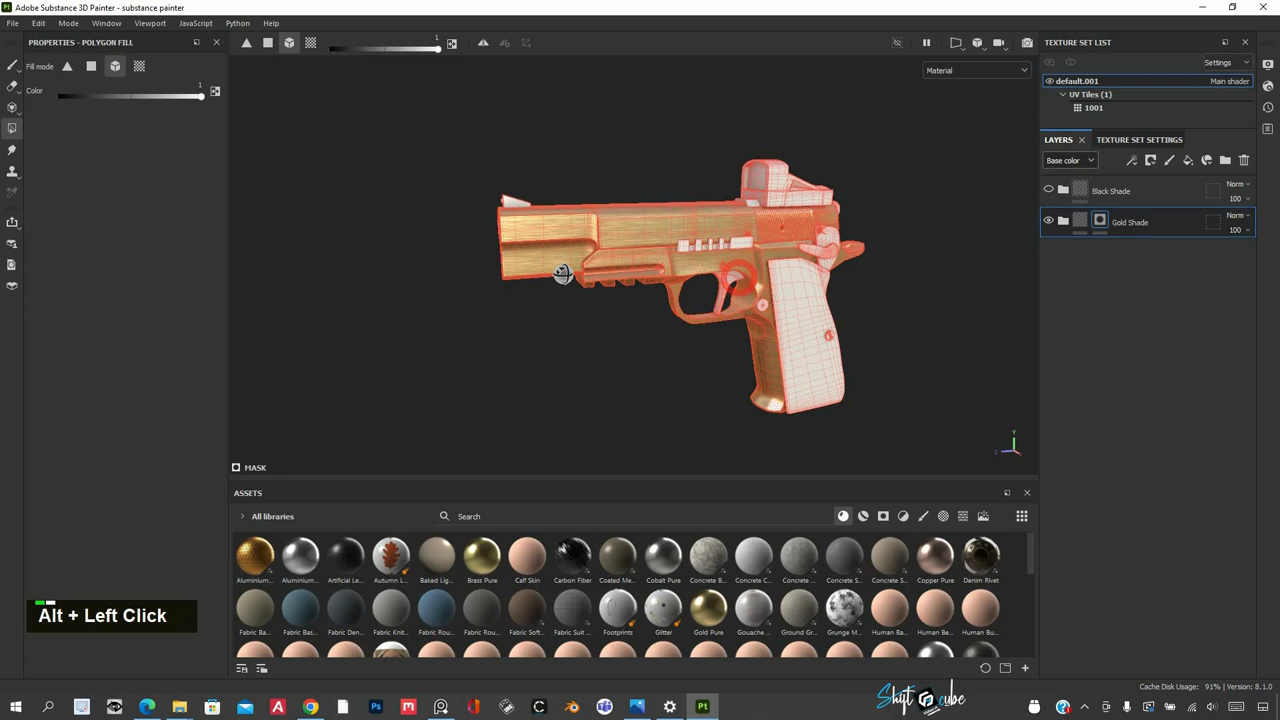 Adobe Substance 3D Painter - substance painter
File Edit Mode Window Viewport JavaScript Python Help
PROPERTIES - POLYGON FILL
Fill mode
Color
1
1
Material
TEXTURE SET LIST
Settings
default.001 Main shader
UV Tiles (1)
1001
LAYERS TEXTURE SET SETTINGS
Base color
Black Shade Norm
100
Gold Shade Norm
100
Y
MASK
ASSETS
All libraries Search
Aluminium... Aluminium... Artificial Le... Autumn L... Baked Lig... Brass Pure Calf Skin Carbon Fiber Coated Me... Cobalt Pure Concrete B... Concrete C... Concrete ... Concrete S... Concrete S... Copper Pure Denim Rivet
Fabric Ba... Fabric Bas... Fabric Den... Fabric Knit... Fabric Rou... Fabric Rou... Fabric Soft... Fabric Suit ... Footprints Glitter Gold Pure Gouache ... Ground Gr... Grunge M... Human Ba... Human Be... Human Bu...
Alt + Left Click
Cache Disk Usage: 91% | Version: 8.1.0
Shift cube